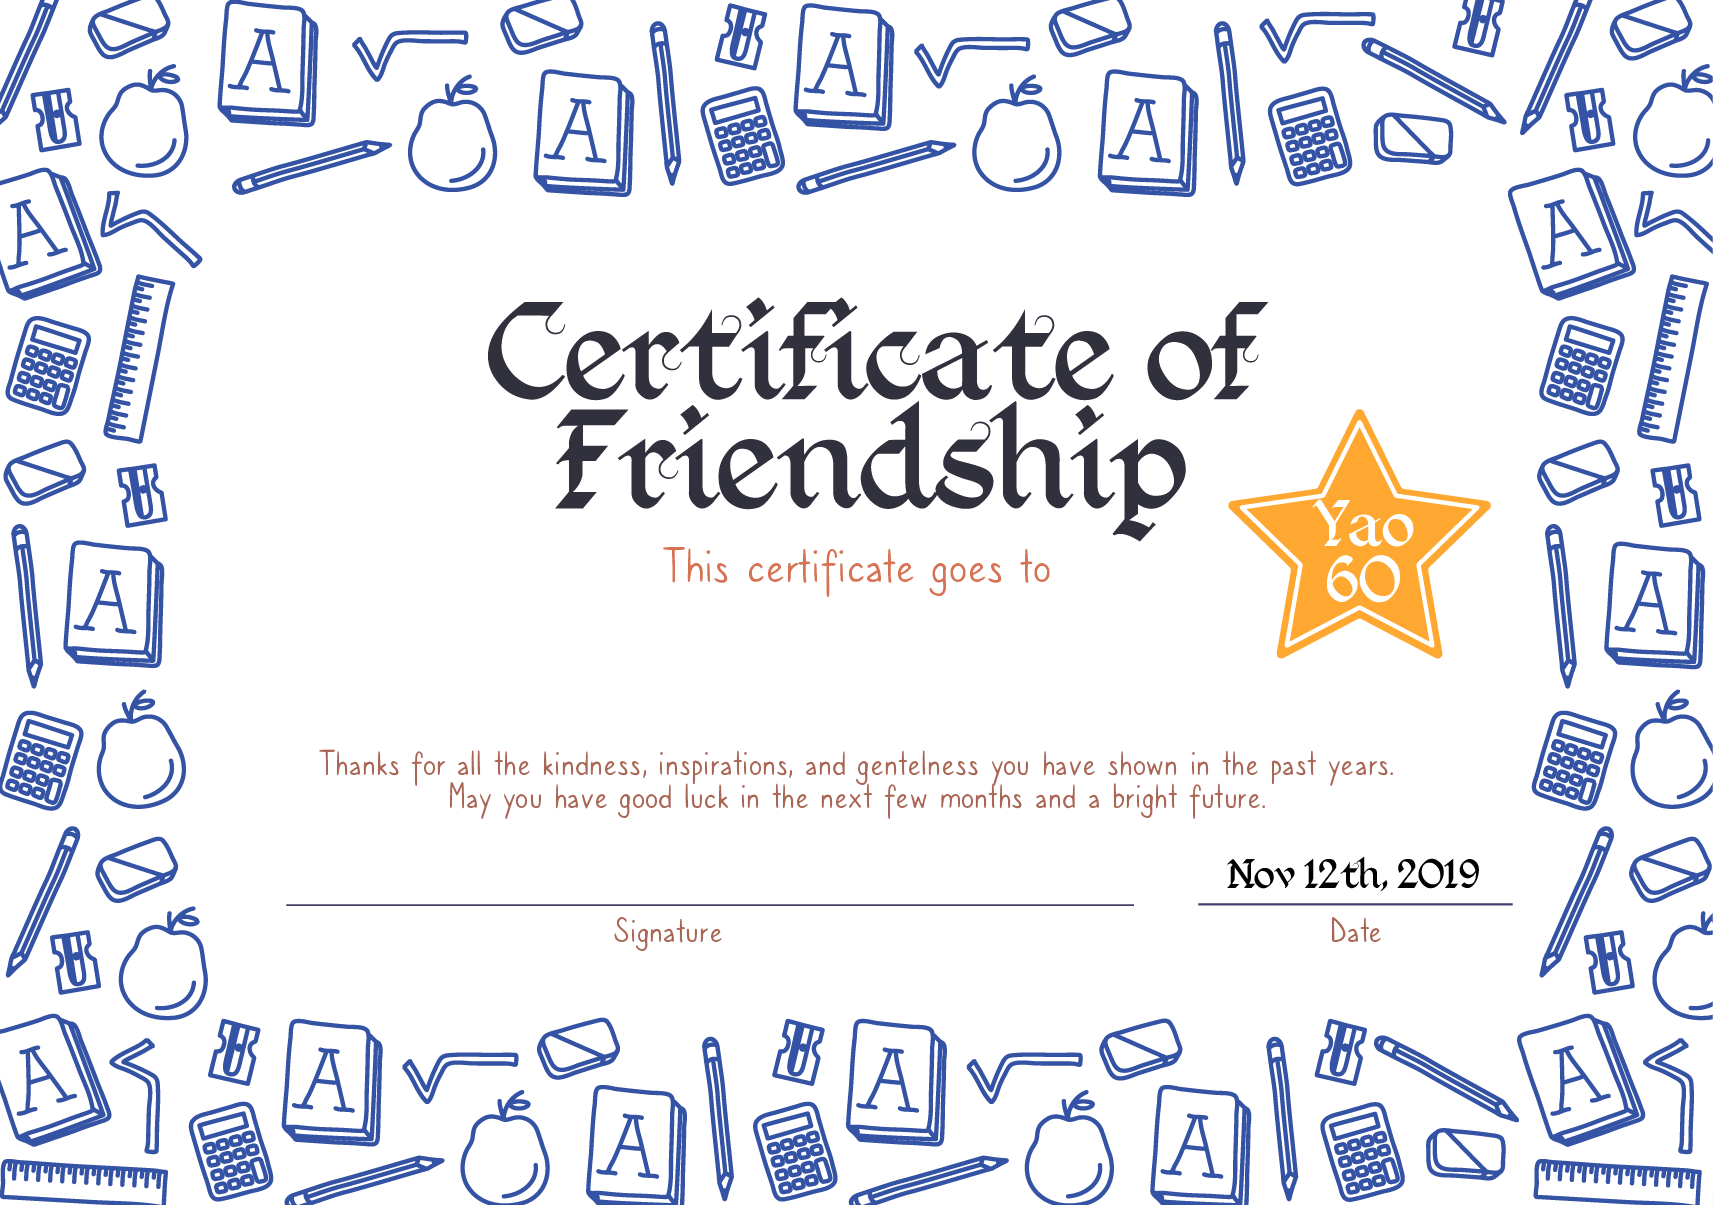 Certificate of
Friendship
This certificate goes to
Yao
60
Thanks for all the kindness, inspirations, and gentelness you have shown in the past years.
May you have good luck in the next few months and a bright future.
Nov 12th, 2019
Signature
Date
A
A
A
A
A
A
A
A
A
A
A
A
A
A